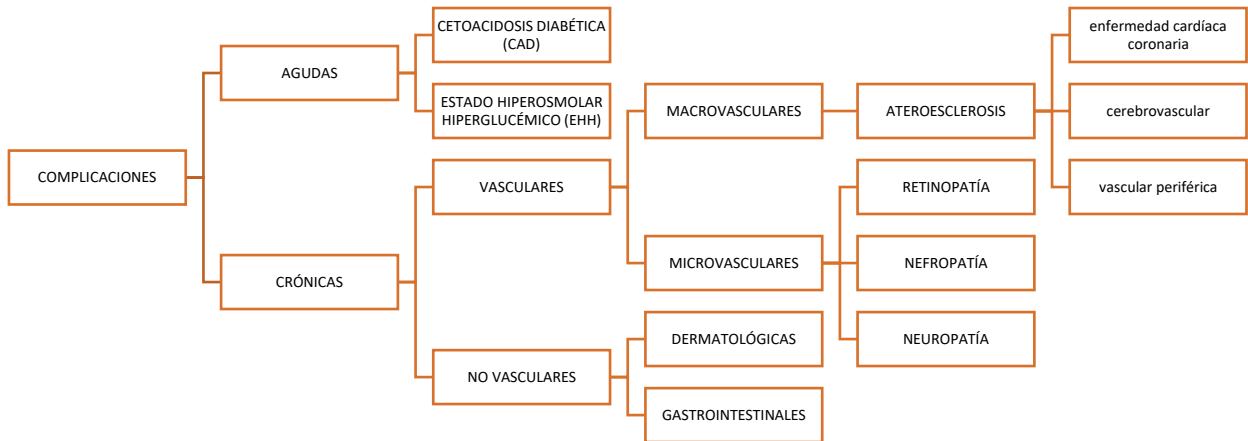 COMPLICACIONES
AGUDAS
CETOACIDOSIS DIABÉTICA
(CAD)
ESTADO HIPEROSMOLAR
HIPERGLUCÉMICO (EHH)
CRÓNICAS
VASCULARES
MACROVASCULARES
ATEROESCLEROSIS
enfermedad cardíaca
coronaria
cerebrovascular
vascular periférica
MICROVASCULARES
RETINOPATÍA
NEFROPATÍA
NEUROPATÍA
NO VASCULARES
DERMATOLÓGICAS
GASTROINTESTINALES